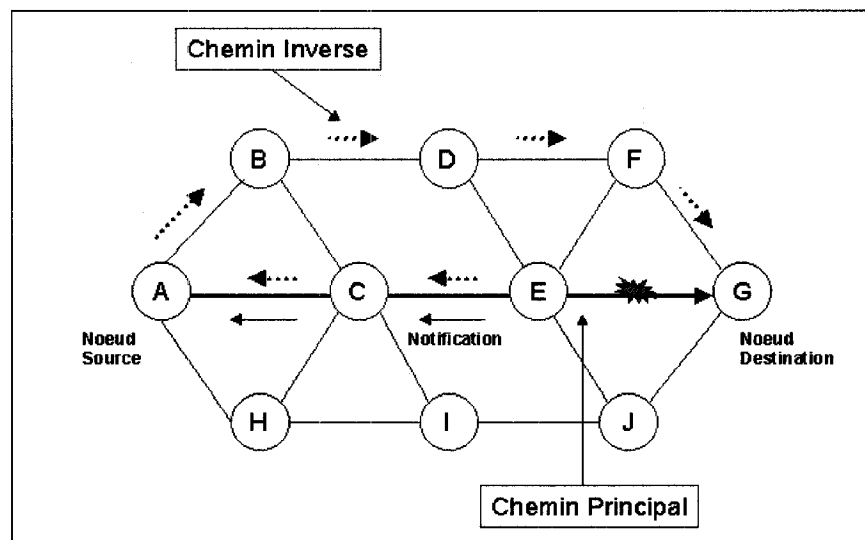 Chemin Inverse
B
D
F
A
C
E
G
Noeud
Source
Notification
Noeud
Destination
H
I
J
Chemin Principal